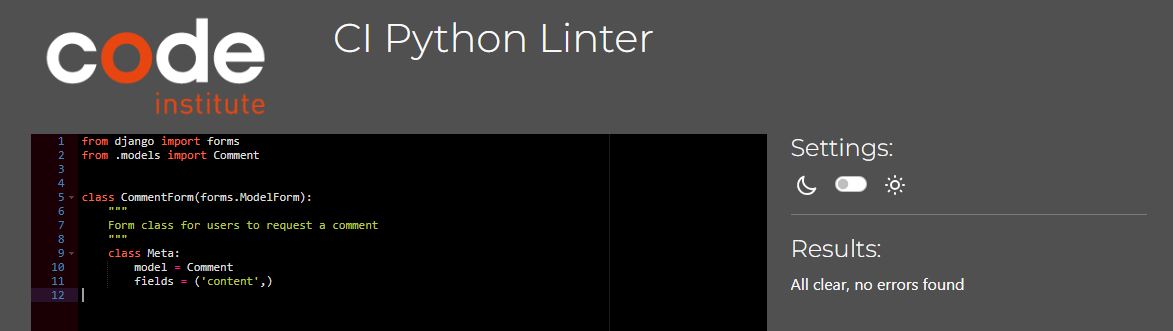 code
institute
CI Python Linter
1 from django import forms
2 from .models import Comment
3
4
5 class CommentForm(forms.ModelForm):
6     """
7     Form class for users to request a comment
8     """
9     class Meta:
10         model = Comment
11         fields = ('content',)
12
Settings:
Results:
All clear, no errors found